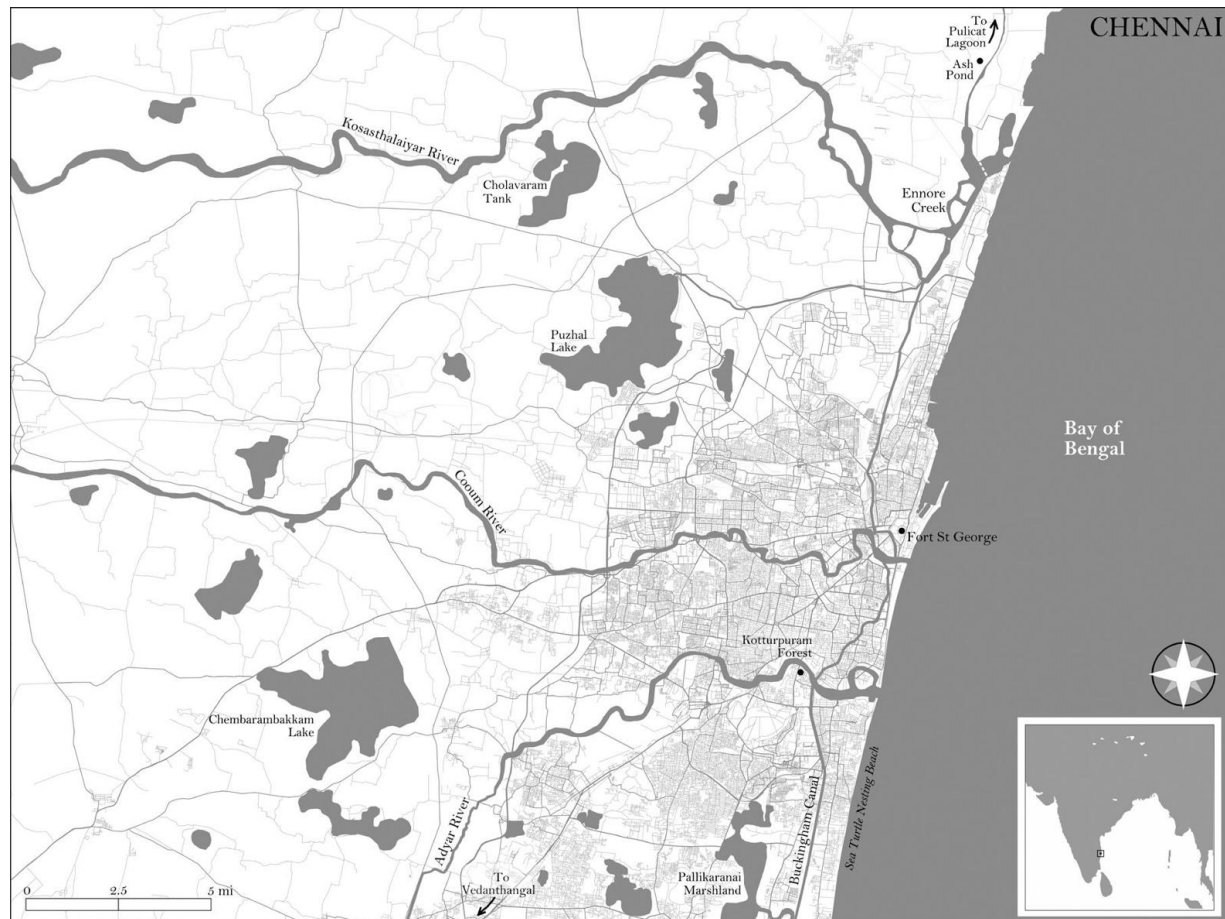 CHENNAI
To
Pulicat
Lagoon
Ash
Pond
Kosasthalaiyar River
Cholavaram
Tank
Ennore
Creek
Puzhal
Lake
Bay of
Bengal
Cooum River
Fort St George
Kotturpuram
Forest
Chembarambakkam
Lake
Adyar River
Buckingham Canal
Sea Turtle Nesting Beach
To
Vedanthangal
Pallikaranai
Marshland
0 2.5 5 mi